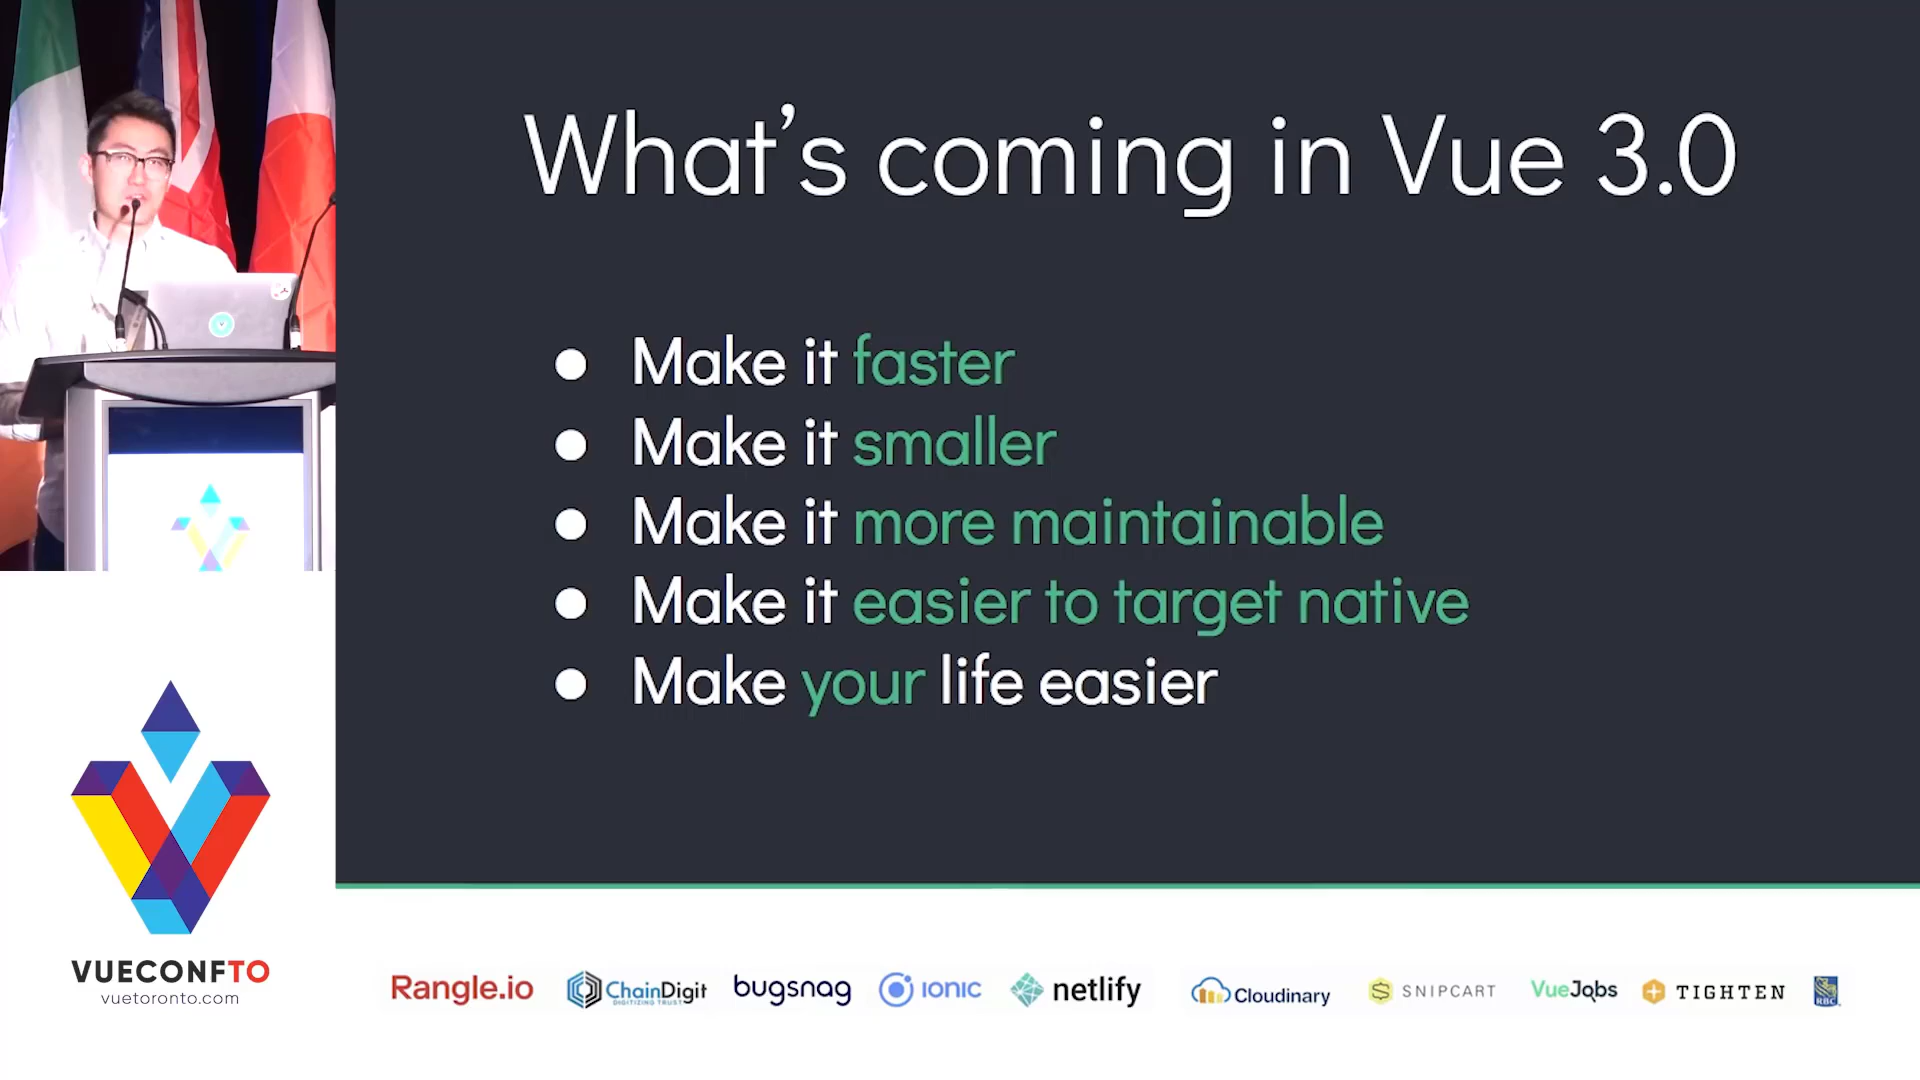 What's coming in Vue 3.0
● Make it faster
● Make it smaller
● Make it more maintainable
● Make it easier to target native
● Make your life easier
VUECONFTO
vuetoronto.com
Rangle.io
ChainDigit
DIGITIZING TRUST
bugsnag
IONIC
netlify
Cloudinary
SNIPCART
VueJobs
TIGHTEN
RBC